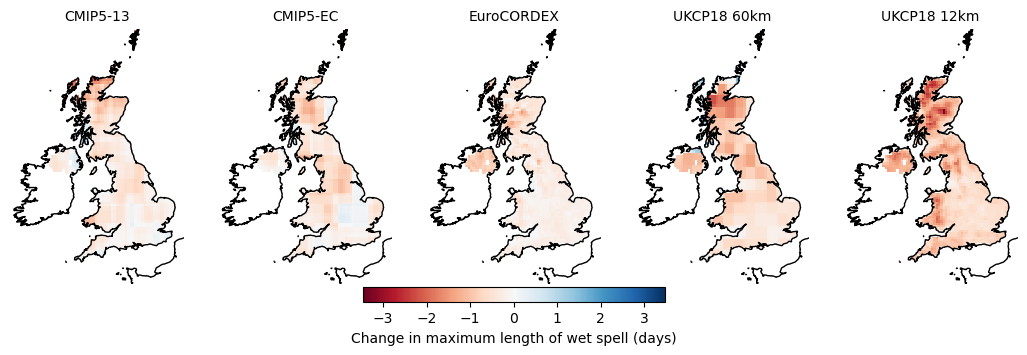 CMIP5-13 CMIP5-EC EuroCORDEX UKCP18 60km UKCP18 12km
−3 −2 −1 0 1 2 3
Change in maximum length of wet spell (days)